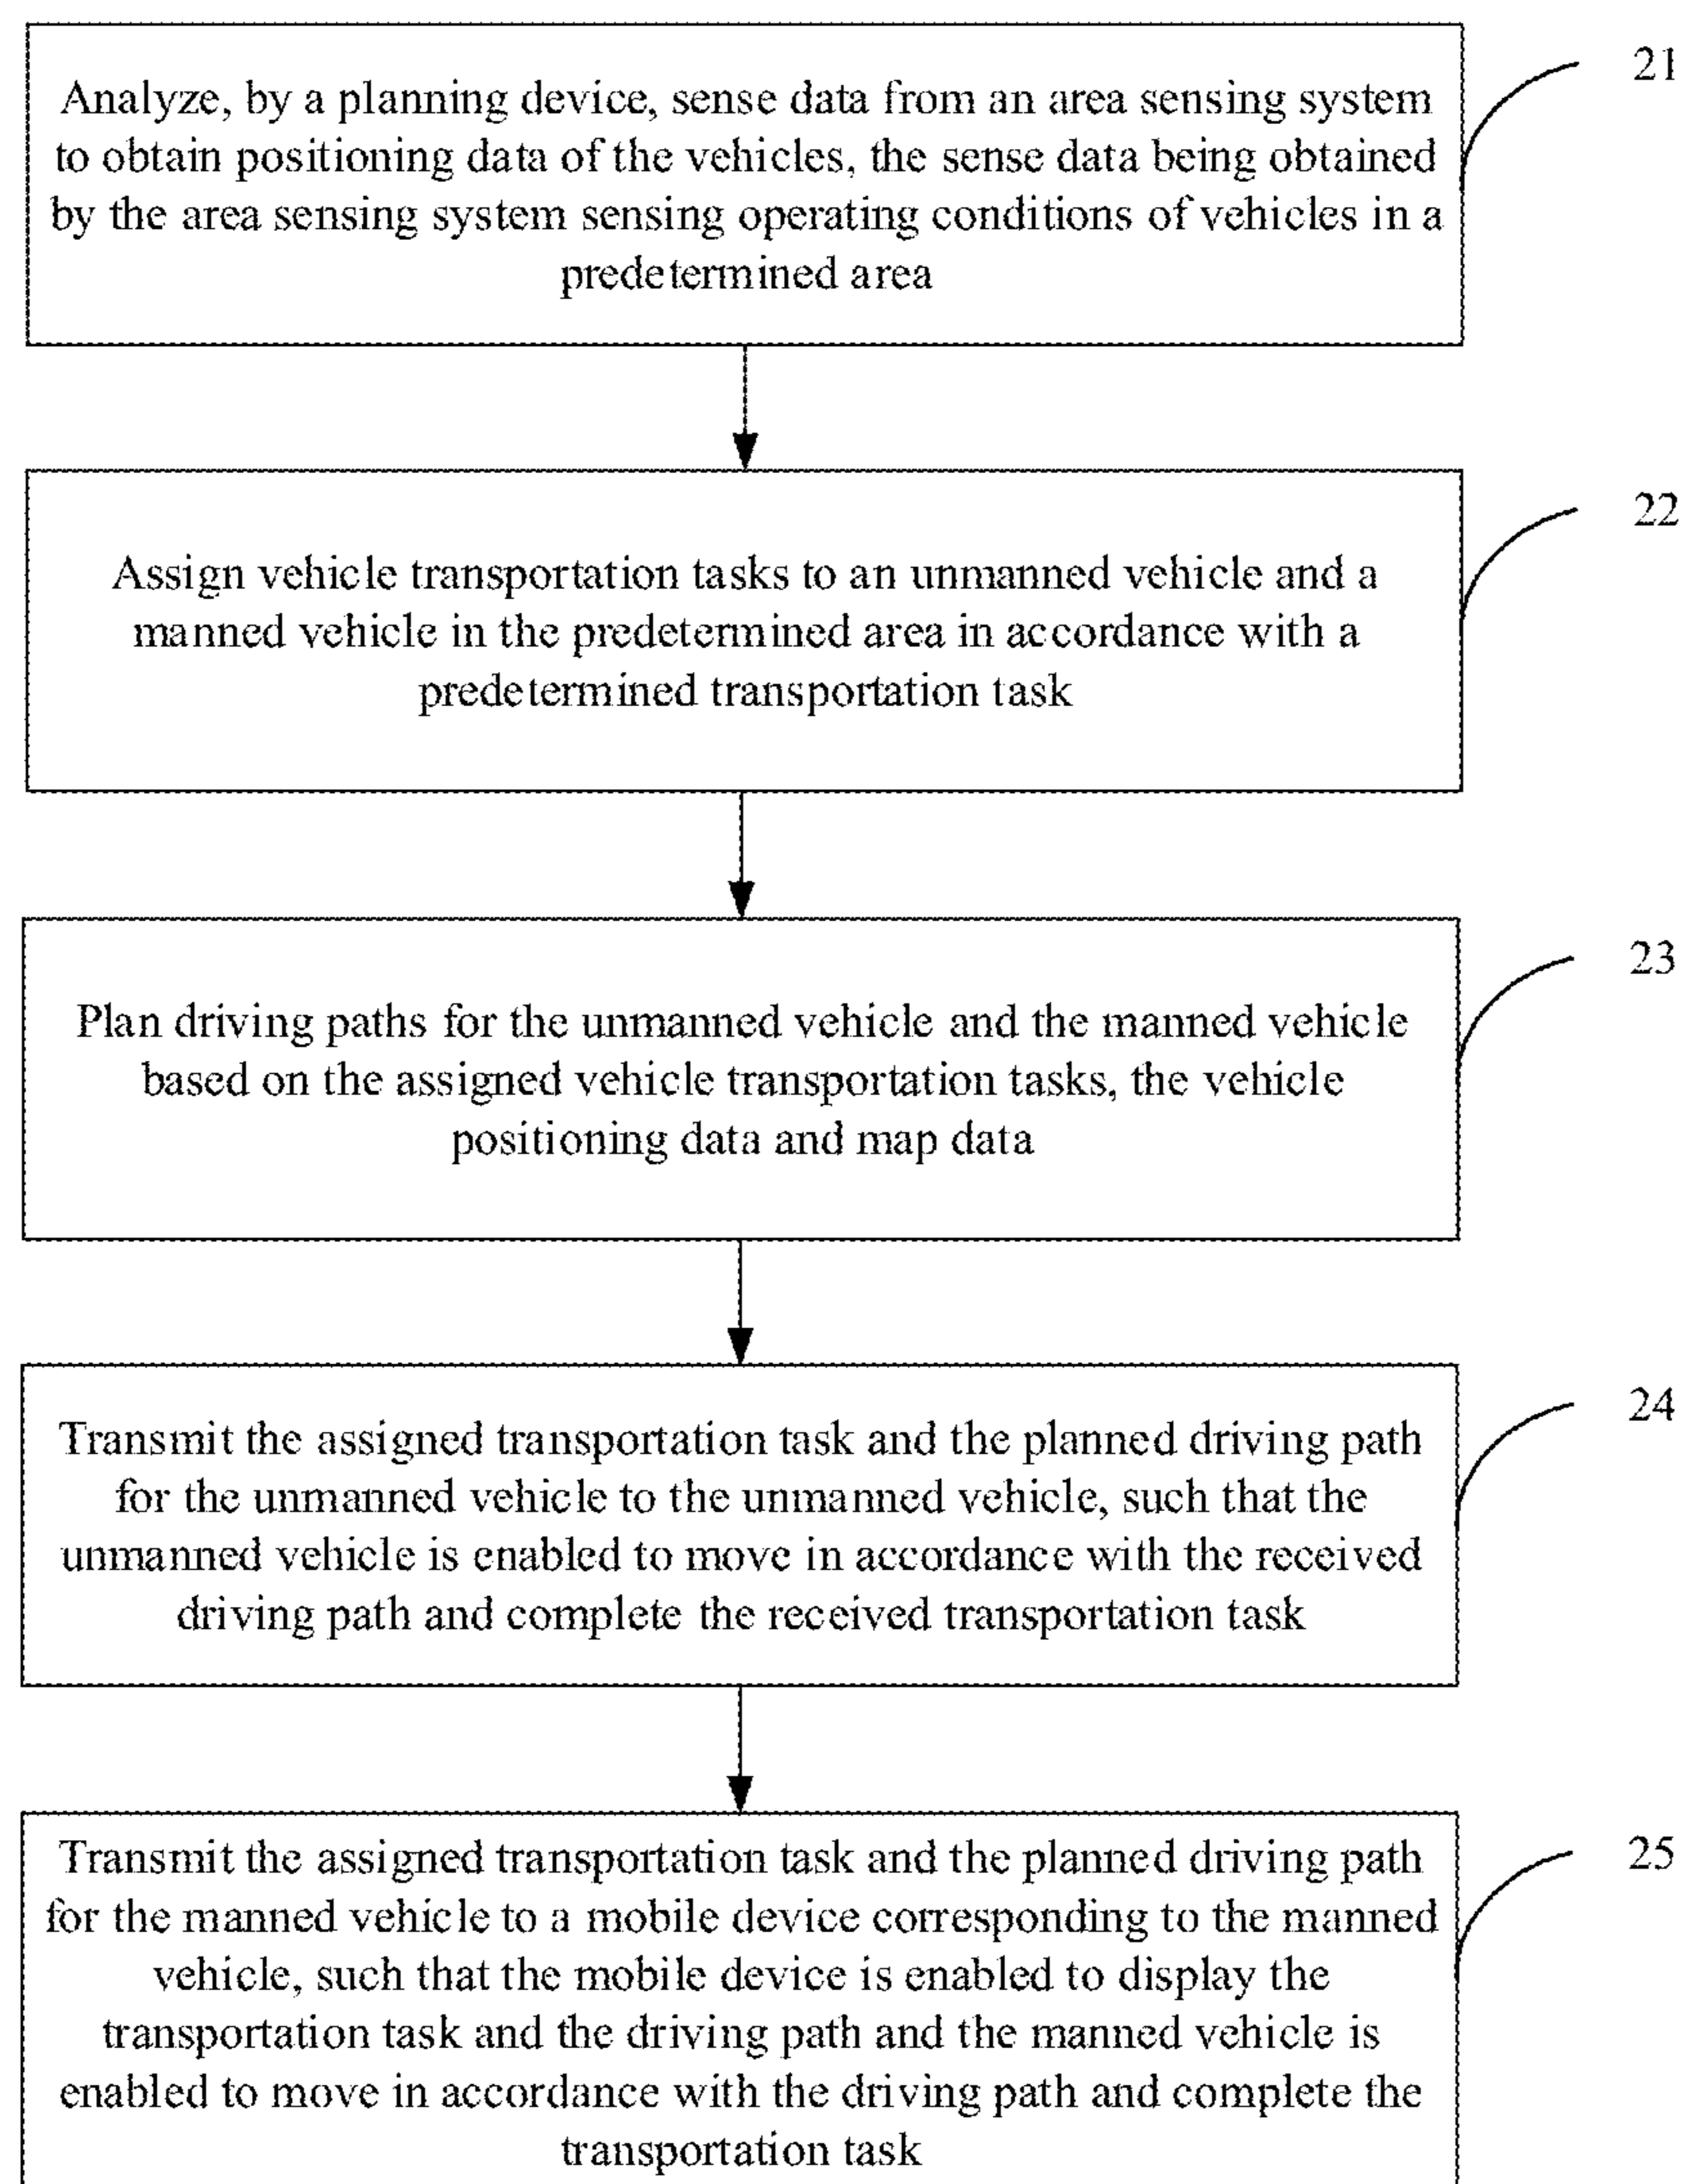 Analyze, by a planning device, sense data from an area sensing system
to obtain positioning data of the vehicles, the sense data being obtained
by the area sensing system sensing operating conditions of vehicles in a
predetermined area
21
Assign vehicle transportation tasks to an unmanned vehicle and a
manned vehicle in the predetermined area in accordance with a
predetermined transportation task
22
Plan driving paths for the unmanned vehicle and the manned vehicle
based on the assigned vehicle transportation tasks, the vehicle
positioning data and map data
23
Transmit the assigned transportation task and the planned driving path
for the unmanned vehicle to the unmanned vehicle, such that the
unmanned vehicle is enabled to move in accordance with the received
driving path and complete the received transportation task
24
Transmit the assigned transportation task and the planned driving path
for the manned vehicle to a mobile device corresponding to the manned
vehicle, such that the mobile device is enabled to display the
transportation task and the driving path and the manned vehicle is
enabled to move in accordance with the driving path and complete the
transportation task
25